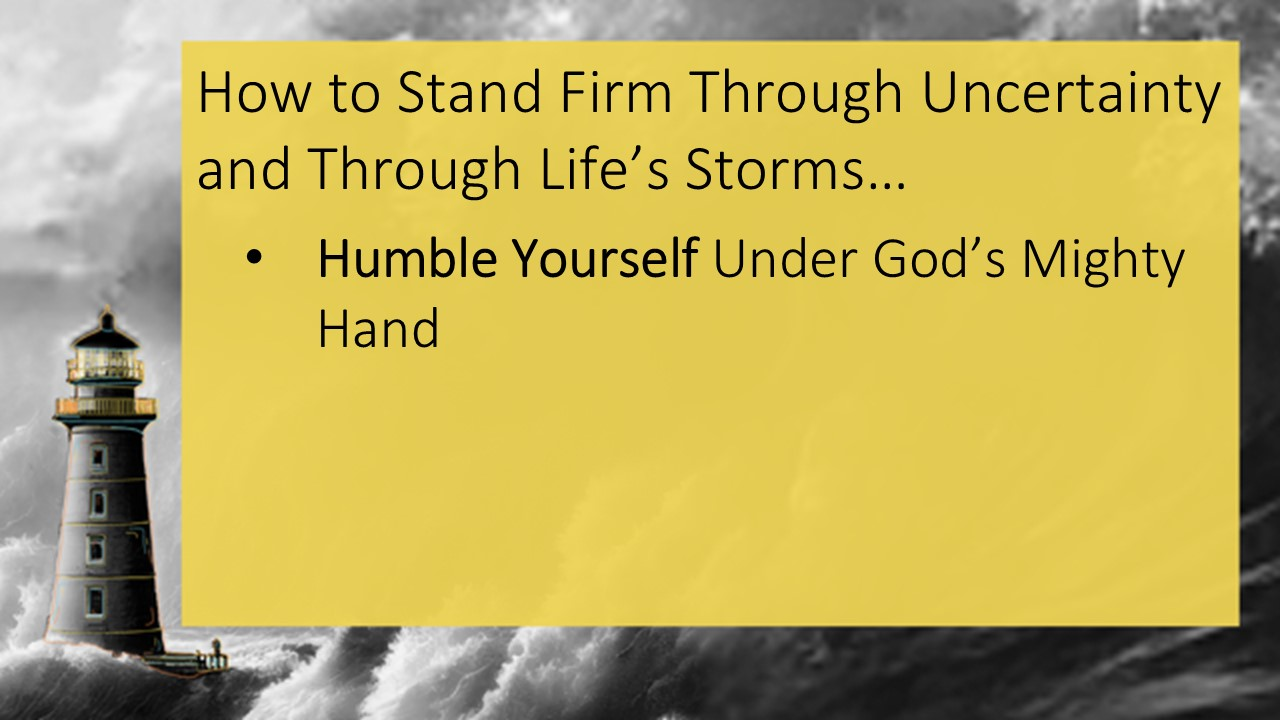 How to Stand Firm Through Uncertainty
and Through Life’s Storms…
• Humble Yourself Under God’s Mighty
Hand